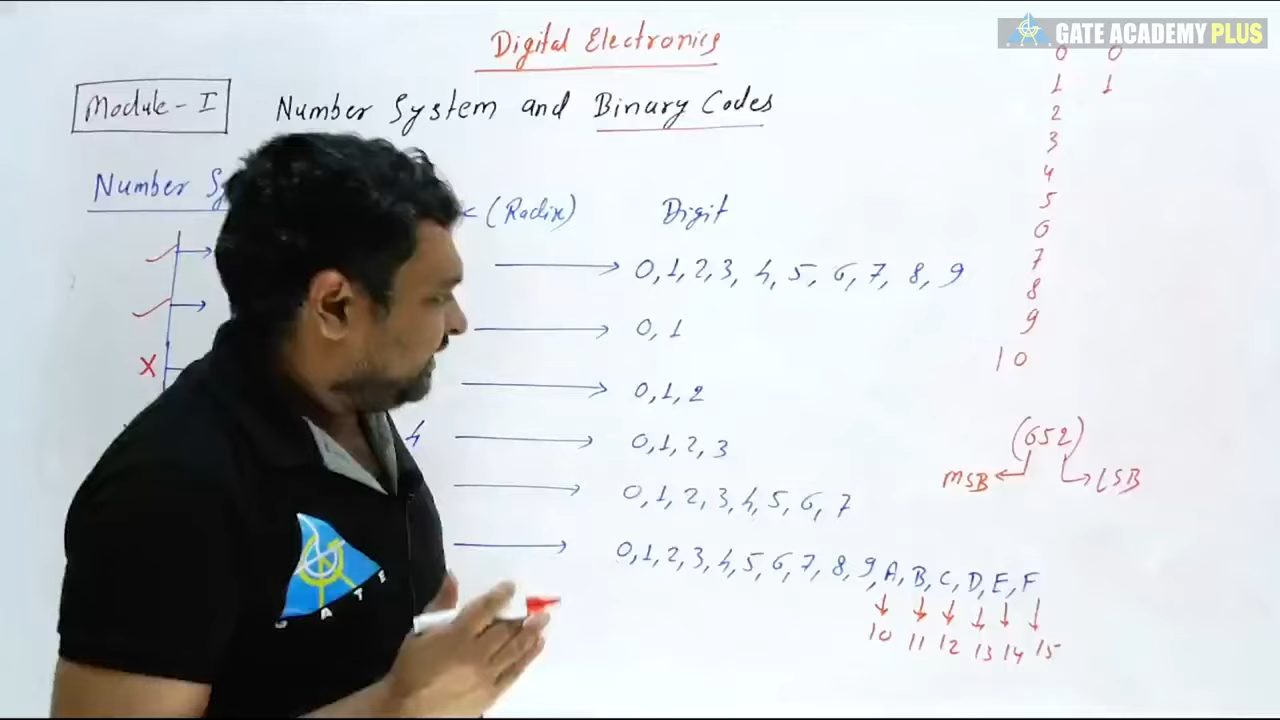 Digital Electronics
GATE ACADEMY PLUS
Module-I Number System and Binary Codes
Number (Radix) Digit
0,1,2,3,4,5,6,7,8,9
0,1
0,1,2
4 0,1,2,3
0,1,2,3,4,5,6,7
0,1,2,3,4,5,6,7,8,9,A,B,C,D,E,F
10 11 12 13 14 15
0 0
1 1
2
3
4
5
6
7
8
9
10
(652)
MSB LSB
X
GATE